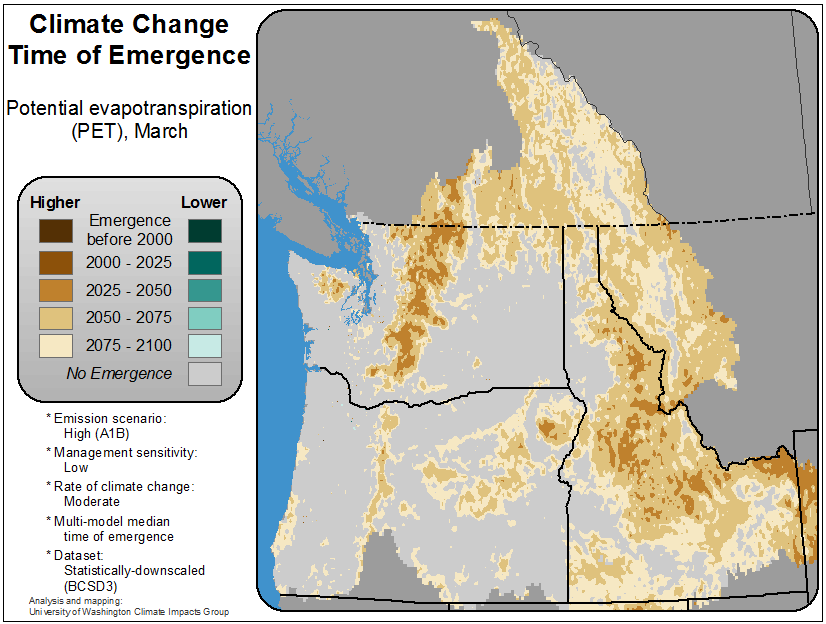 Climate Change
Time of Emergence
Potential evapotranspiration
(PET), March
Higher
Lower
Emergence
before 2000
2000 - 2025
2025 - 2050
2050 - 2075
2075 - 2100
No Emergence
* Emission scenario:
High (A1B)
* Management sensitivity:
Low
* Rate of climate change:
Moderate
* Multi-model median
time of emergence
* Dataset:
Statistically-downscaled
(BCSD3)
Analysis and mapping:
University of Washington Climate Impacts Group